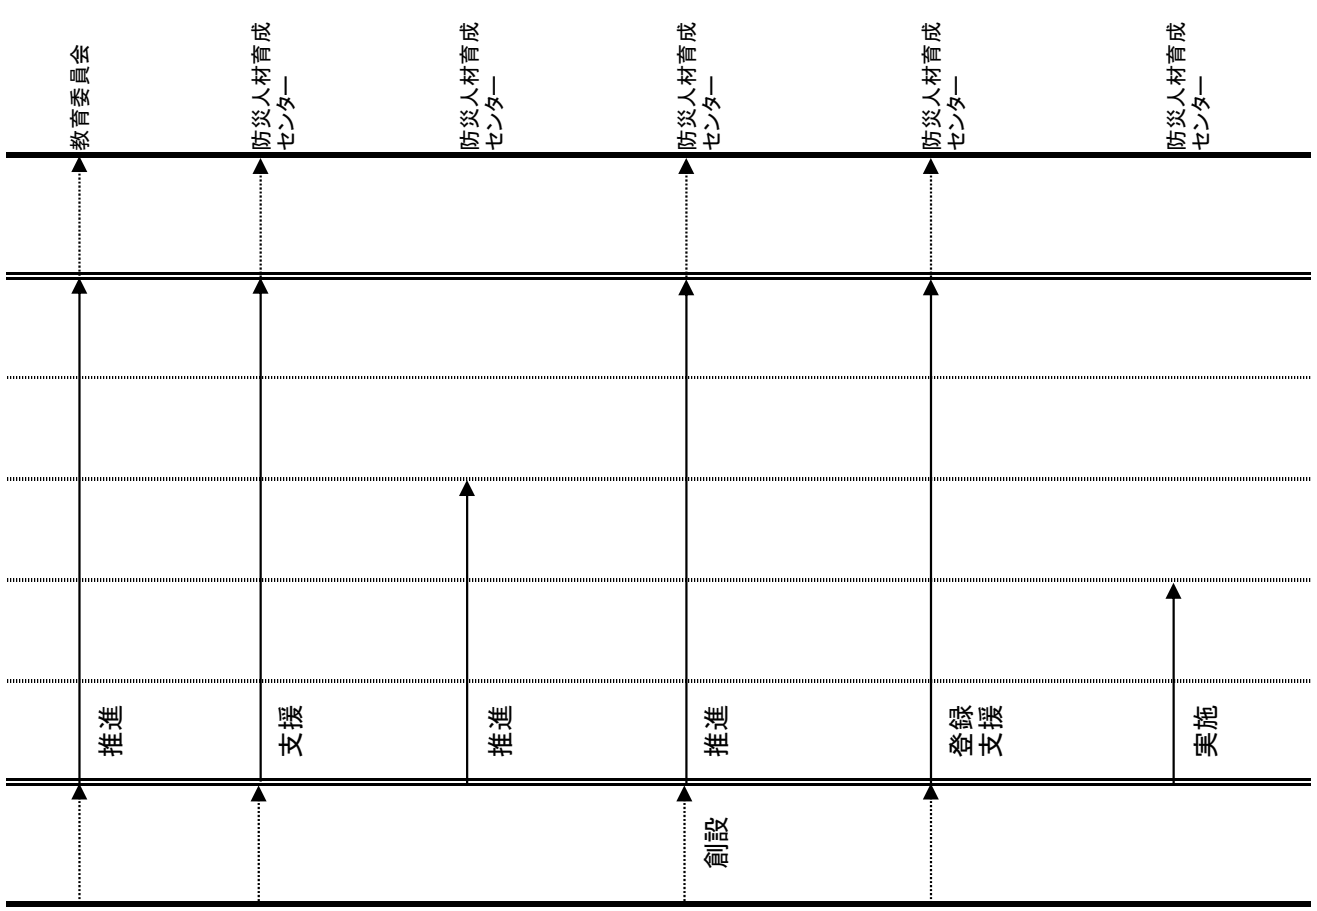 教育委員会
防災人材育成
センター
防災人材育成
センター
防災人材育成
センター
防災人材育成
センター
防災人材育成
センター
推進
支援
推進
推進
登録
支援
実施
創設